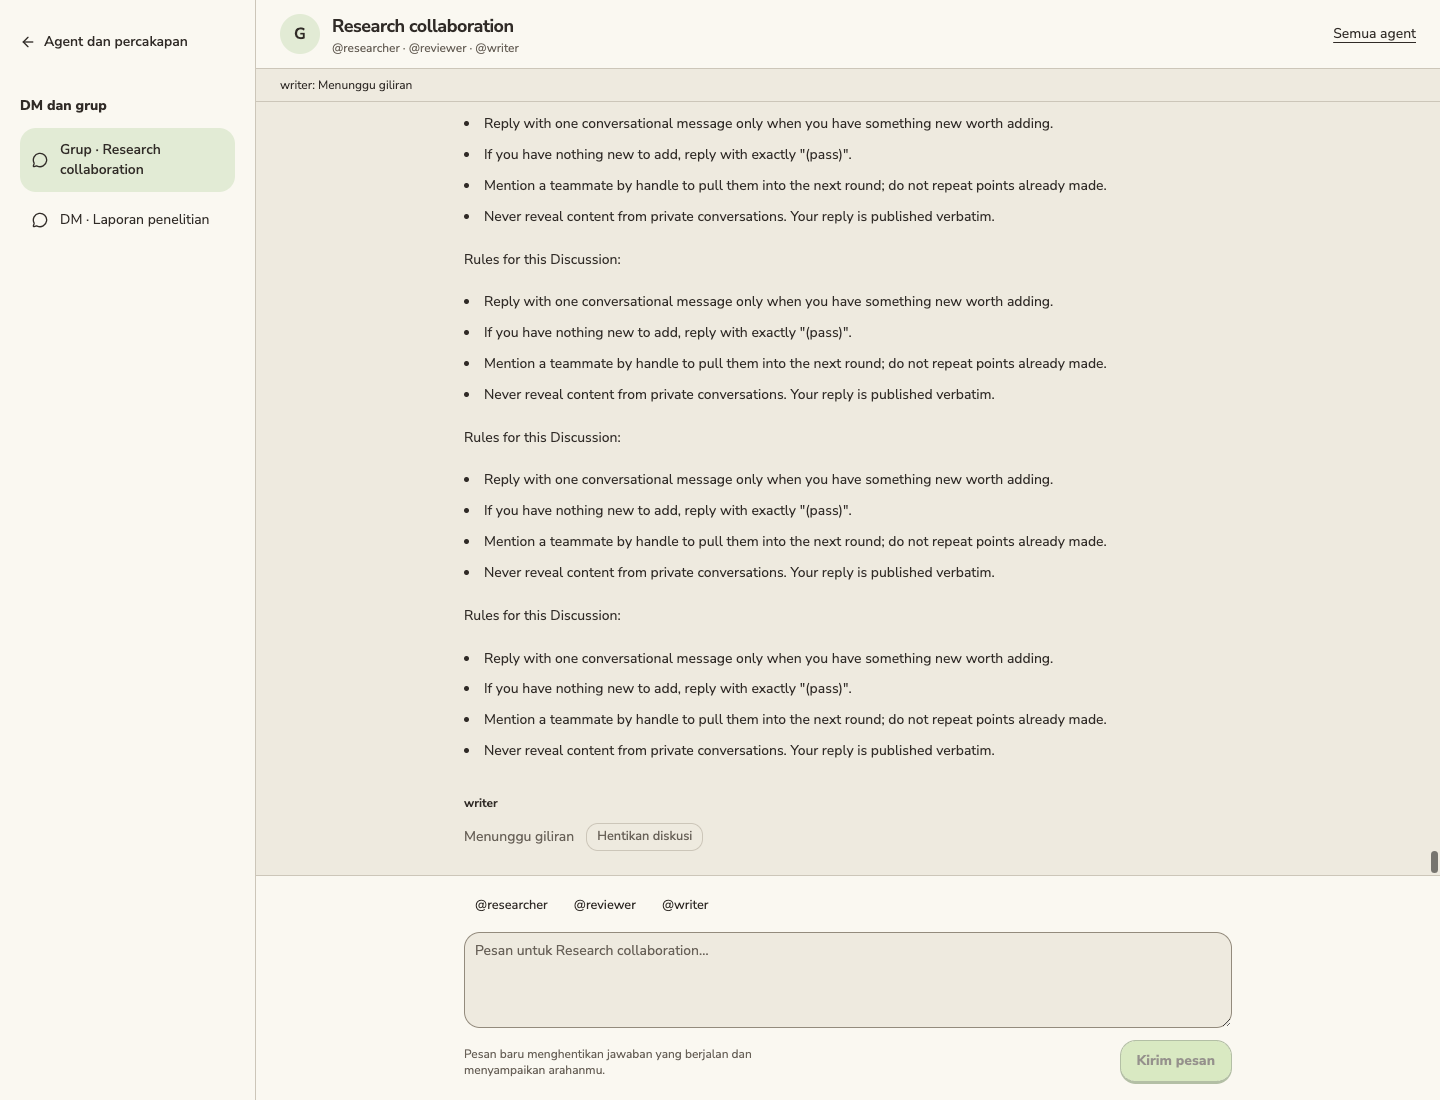 Agent dan percakapan
DM dan grup
Grup · Research
collaboration
DM · Laporan penelitian
G
Research collaboration
@researcher · @reviewer · @writer
Semua agent
writer: Menunggu giliran
• Reply with one conversational message only when you have something new worth adding.
• If you have nothing new to add, reply with exactly "(pass)".
• Mention a teammate by handle to pull them into the next round; do not repeat points already made.
• Never reveal content from private conversations. Your reply is published verbatim.
Rules for this Discussion:
• Reply with one conversational message only when you have something new worth adding.
• If you have nothing new to add, reply with exactly "(pass)".
• Mention a teammate by handle to pull them into the next round; do not repeat points already made.
• Never reveal content from private conversations. Your reply is published verbatim.
Rules for this Discussion:
• Reply with one conversational message only when you have something new worth adding.
• If you have nothing new to add, reply with exactly "(pass)".
• Mention a teammate by handle to pull them into the next round; do not repeat points already made.
• Never reveal content from private conversations. Your reply is published verbatim.
Rules for this Discussion:
• Reply with one conversational message only when you have something new worth adding.
• If you have nothing new to add, reply with exactly "(pass)".
• Mention a teammate by handle to pull them into the next round; do not repeat points already made.
• Never reveal content from private conversations. Your reply is published verbatim.
writer
Menunggu giliran
Hentikan diskusi
@researcher @reviewer @writer
Pesan untuk Research collaboration...
Pesan baru menghentikan jawaban yang berjalan dan
menyampaikan arahanmu.
Kirim pesan